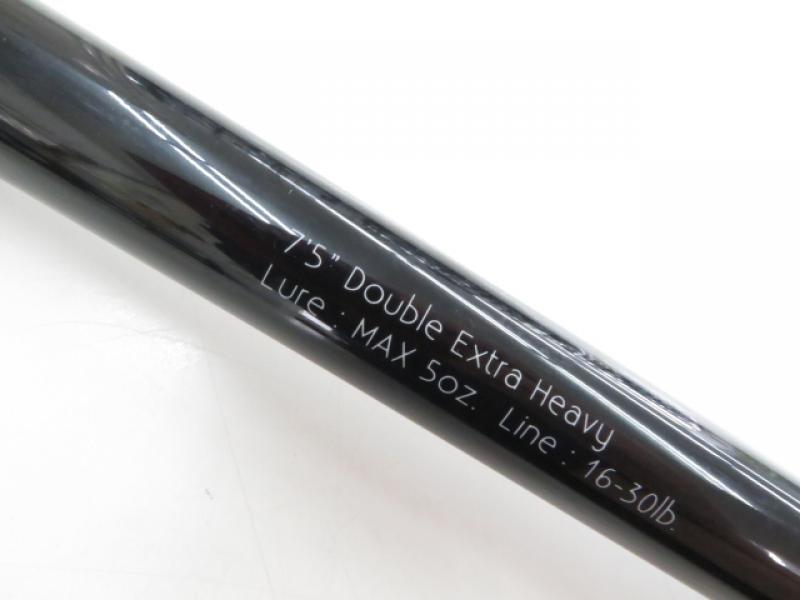 7'5" Double Extra Heavy
Lure : MAX 5oz. Line : 16-30lb.